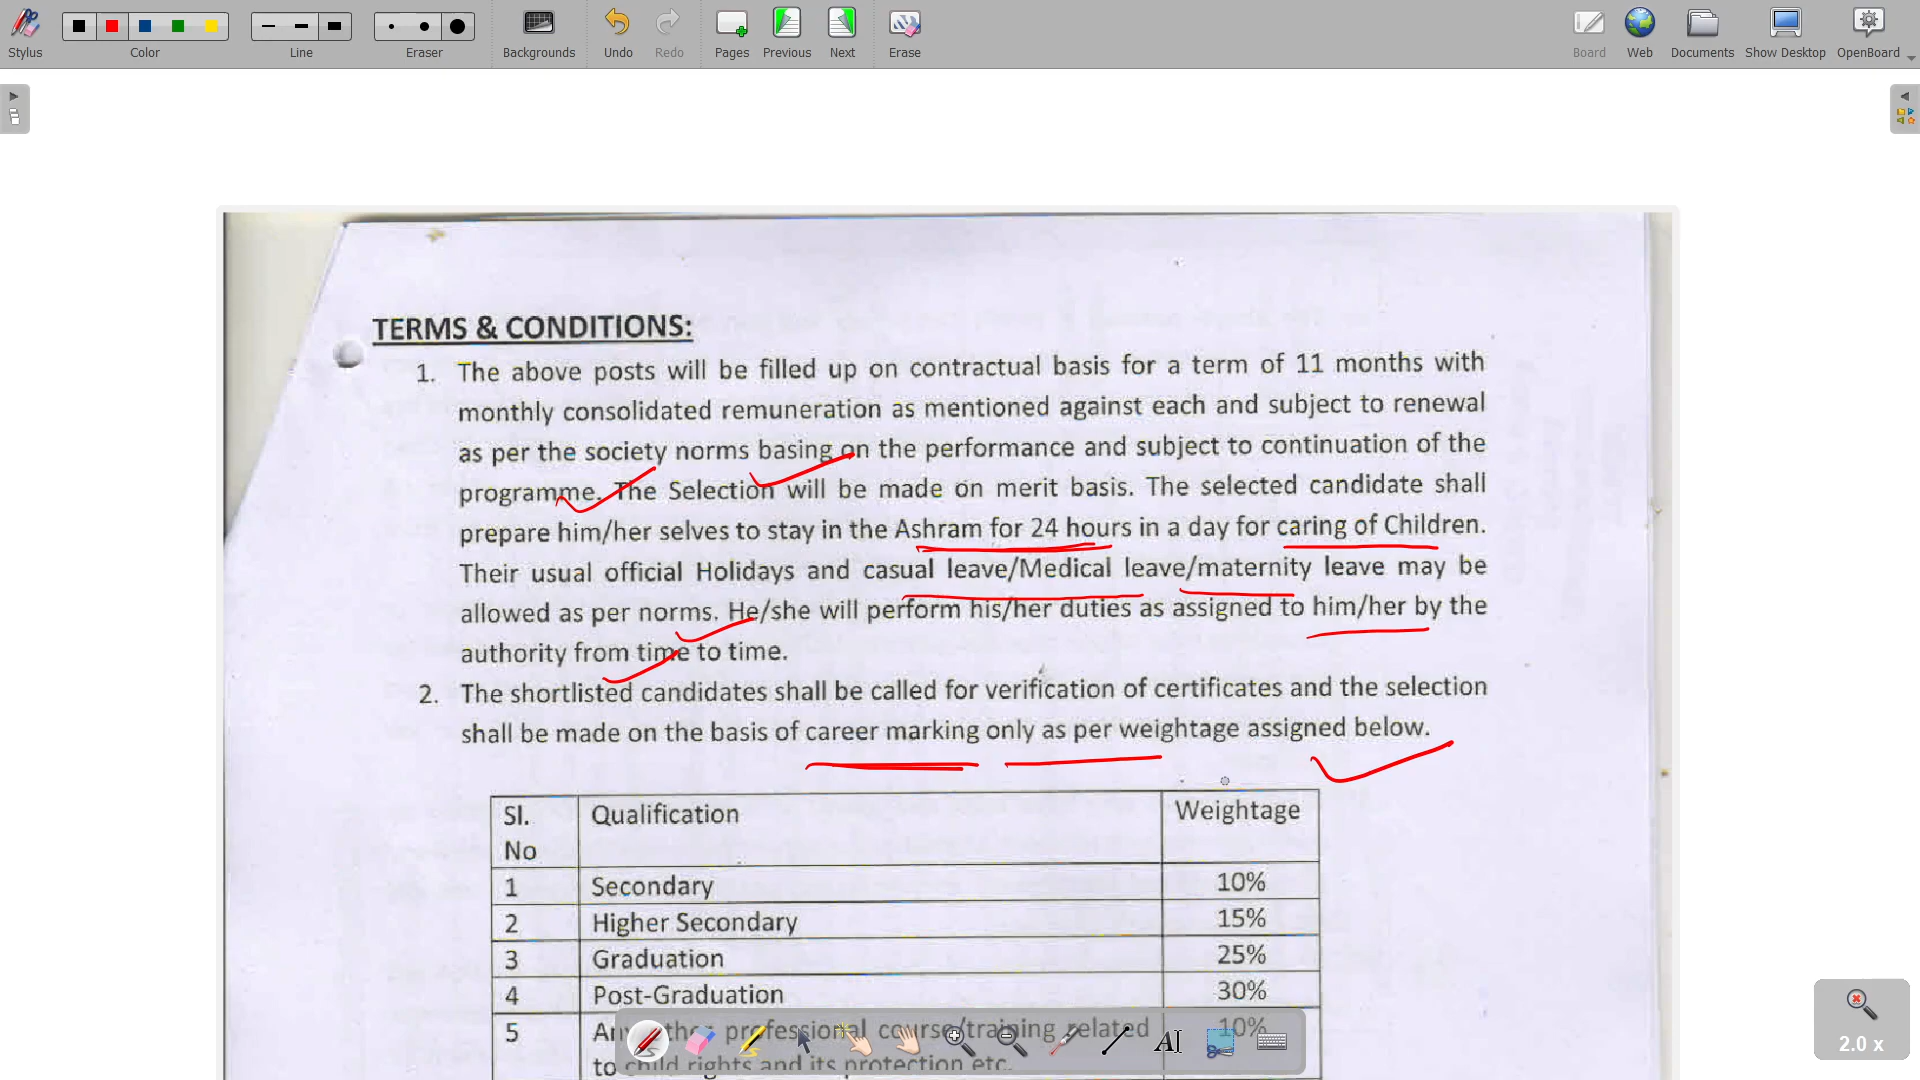 Stylus
Color
Line
Eraser
Backgrounds
Undo
Redo
Pages
Previous
Next
Erase
Board
Web
Documents
Show Desktop
OpenBoard
TERMS & CONDITIONS:
1. The above posts will be filled up on contractual basis for a term of 11 months with
monthly consolidated remuneration as mentioned against each and subject to renewal
as per the society norms basing on the performance and subject to continuation of the
programme. The Selection will be made on merit basis. The selected candidate shall
prepare him/her selves to stay in the Ashram for 24 hours in a day for caring of Children.
Their usual official Holidays and casual leave/Medical leave/maternity leave may be
allowed as per norms. He/she will perform his/her duties as assigned to him/her by the
authority from time to time.
2. The shortlisted candidates shall be called for verification of certificates and the selection
shall be made on the basis of career marking only as per weightage assigned below.
Sl. No Qualification Weightage
1 Secondary 10%
2 Higher Secondary 15%
3 Graduation 25%
4 Post-Graduation 30%
5 Any other professional course/training related 10%
to child rights and its protection etc.
2.0 x